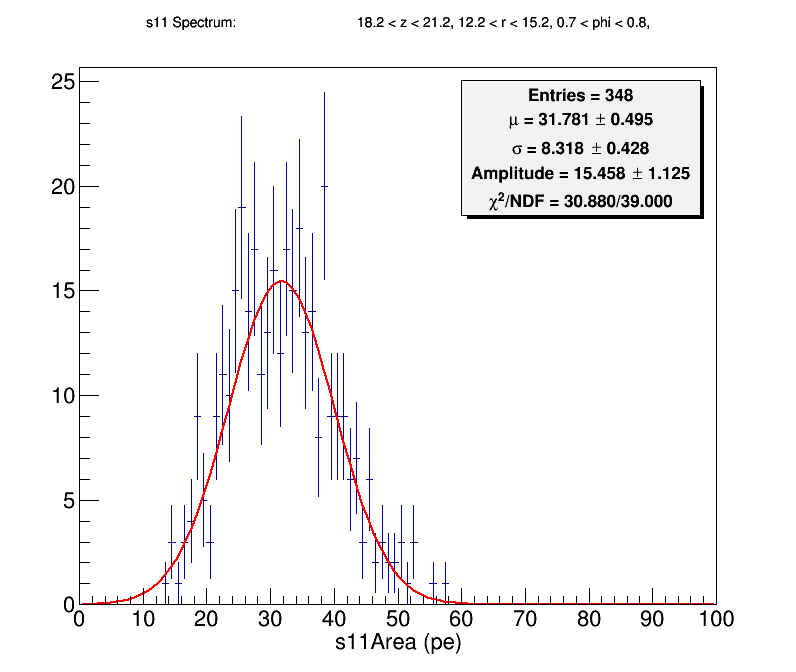 s11 Spectrum: 18.2 < z < 21.2, 12.2 < r < 15.2, 0.7 < phi < 0.8,
Entries = 348
μ = 31.781 ± 0.495
σ = 8.318 ± 0.428
Amplitude = 15.458 ± 1.125
χ²/NDF = 30.880/39.000
25
20
15
10
5
0
0 10 20 30 40 50 60 70 80 90 100
s11Area (pe)